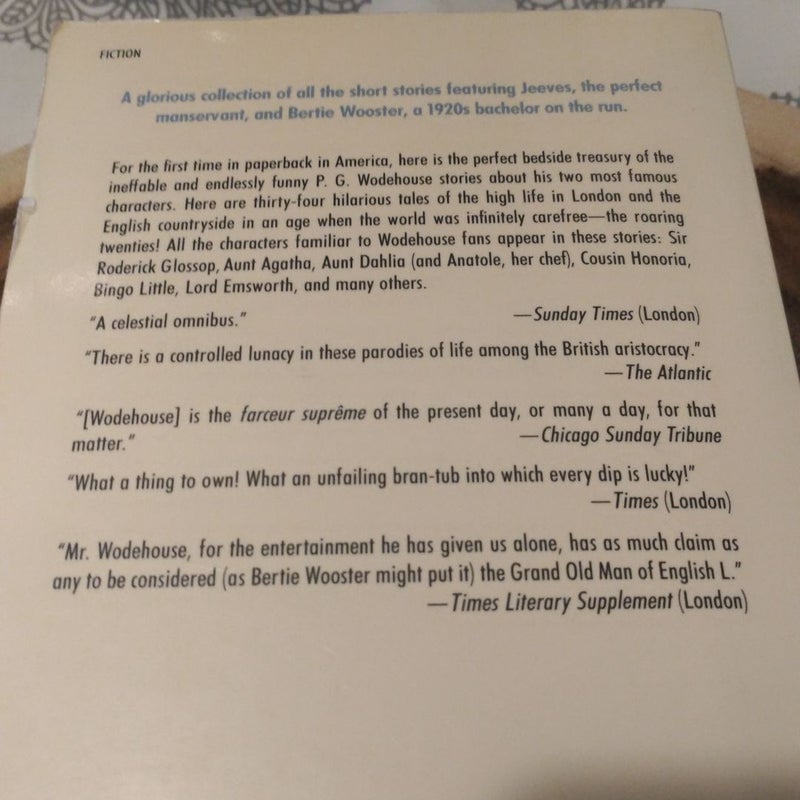 FICTION
A glorious collection of all the short stories featuring Jeeves, the perfect
manservant, and Bertie Wooster, a 1920s bachelor on the run.
For the first time in paperback in America, here is the perfect bedside treasury of the
ineffable and endlessly funny P. G. Wodehouse stories about his two most famous
characters. Here are thirty-four hilarious tales of the high life in London and the
English countryside in an age when the world was infinitely carefree—the roaring
twenties! All the characters familiar to Wodehouse fans appear in these stories: Sir
Roderick Glossop, Aunt Agatha, Aunt Dahlia (and Anatole, her chef), Cousin Honoria,
Bingo Little, Lord Emsworth, and many others.
"A celestial omnibus." —Sunday Times (London)
"There is a controlled lunacy in these parodies of life among the British aristocracy."
—The Atlantic
"[Wodehouse] is the farceur suprême of the present day, or many a day, for that
matter." —Chicago Sunday Tribune
"What a thing to own! What an unfailing bran-tub into which every dip is lucky!"
—Times (London)
"Mr. Wodehouse, for the entertainment he has given us alone, has as much claim as
any to be considered (as Bertie Wooster might put it) the Grand Old Man of English L."
—Times Literary Supplement (London)